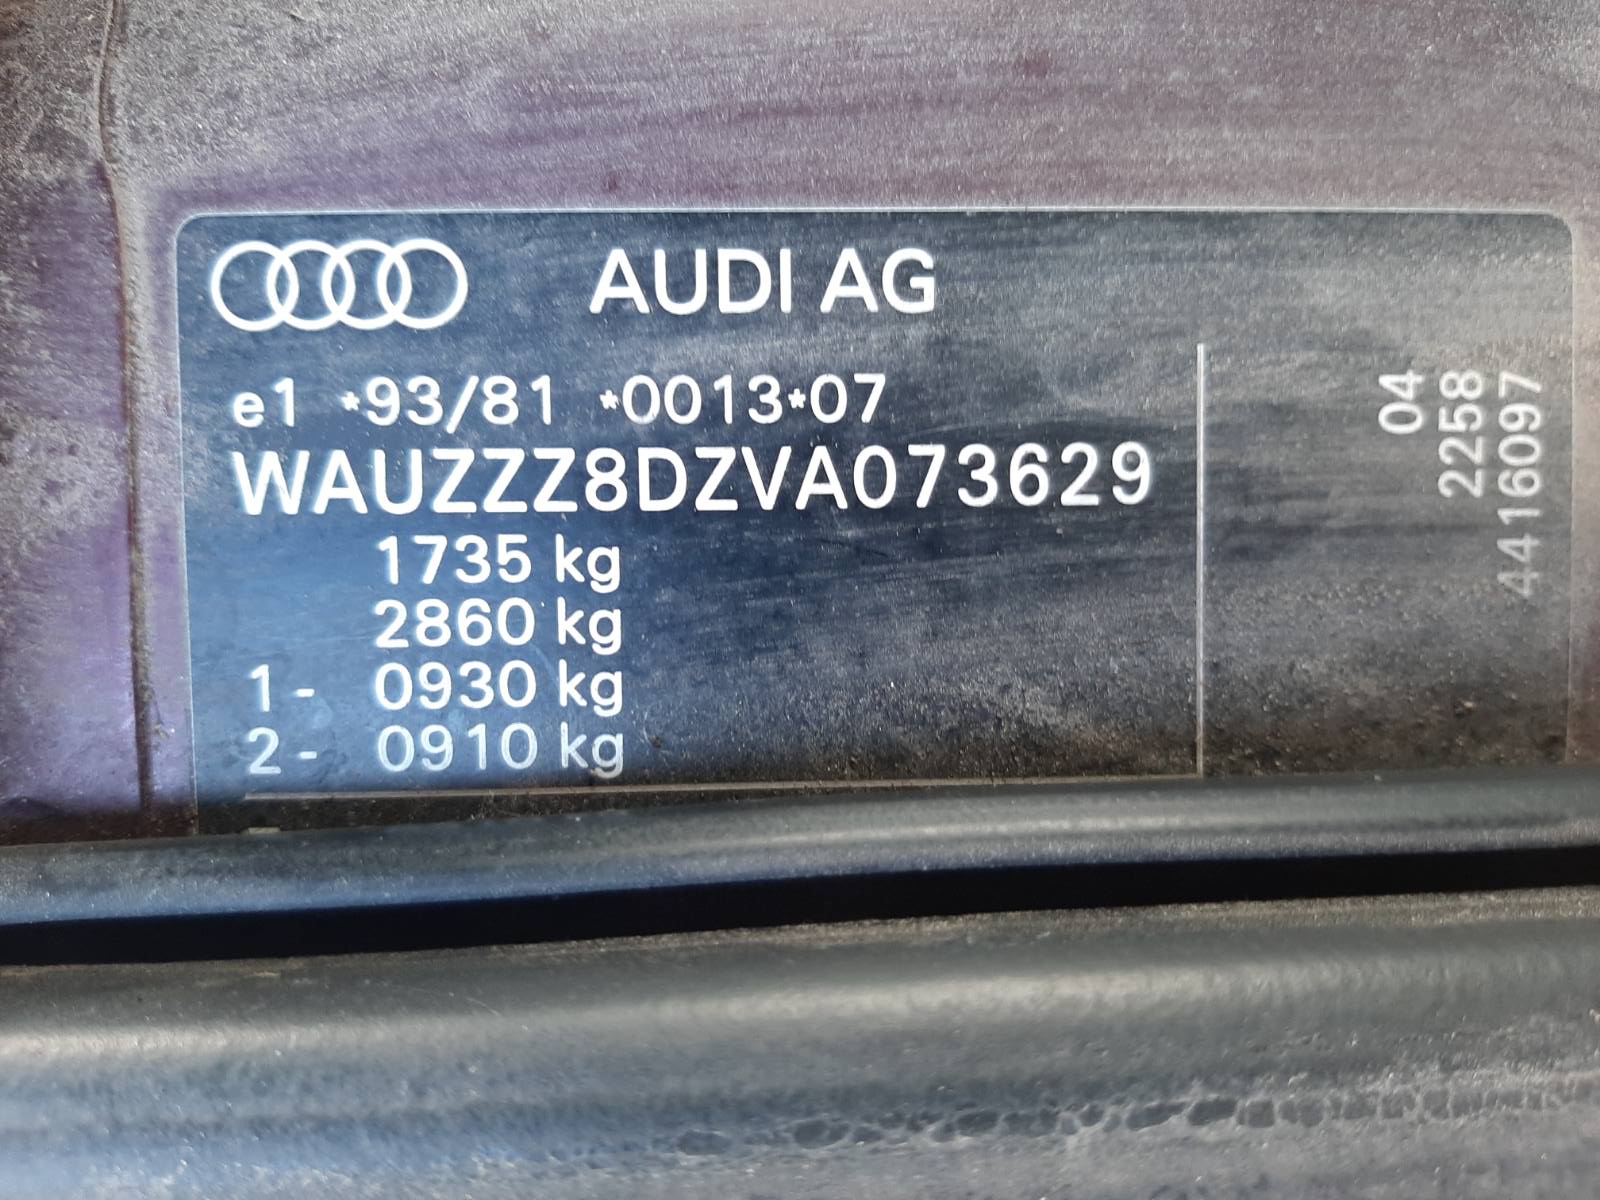 AUDI AG
e1 *93/81 *0013*07
WAUZZZ8DZVA073629
1735 kg
2860 kg
1- 0930 kg
2- 0910 kg
04
2258
4416097